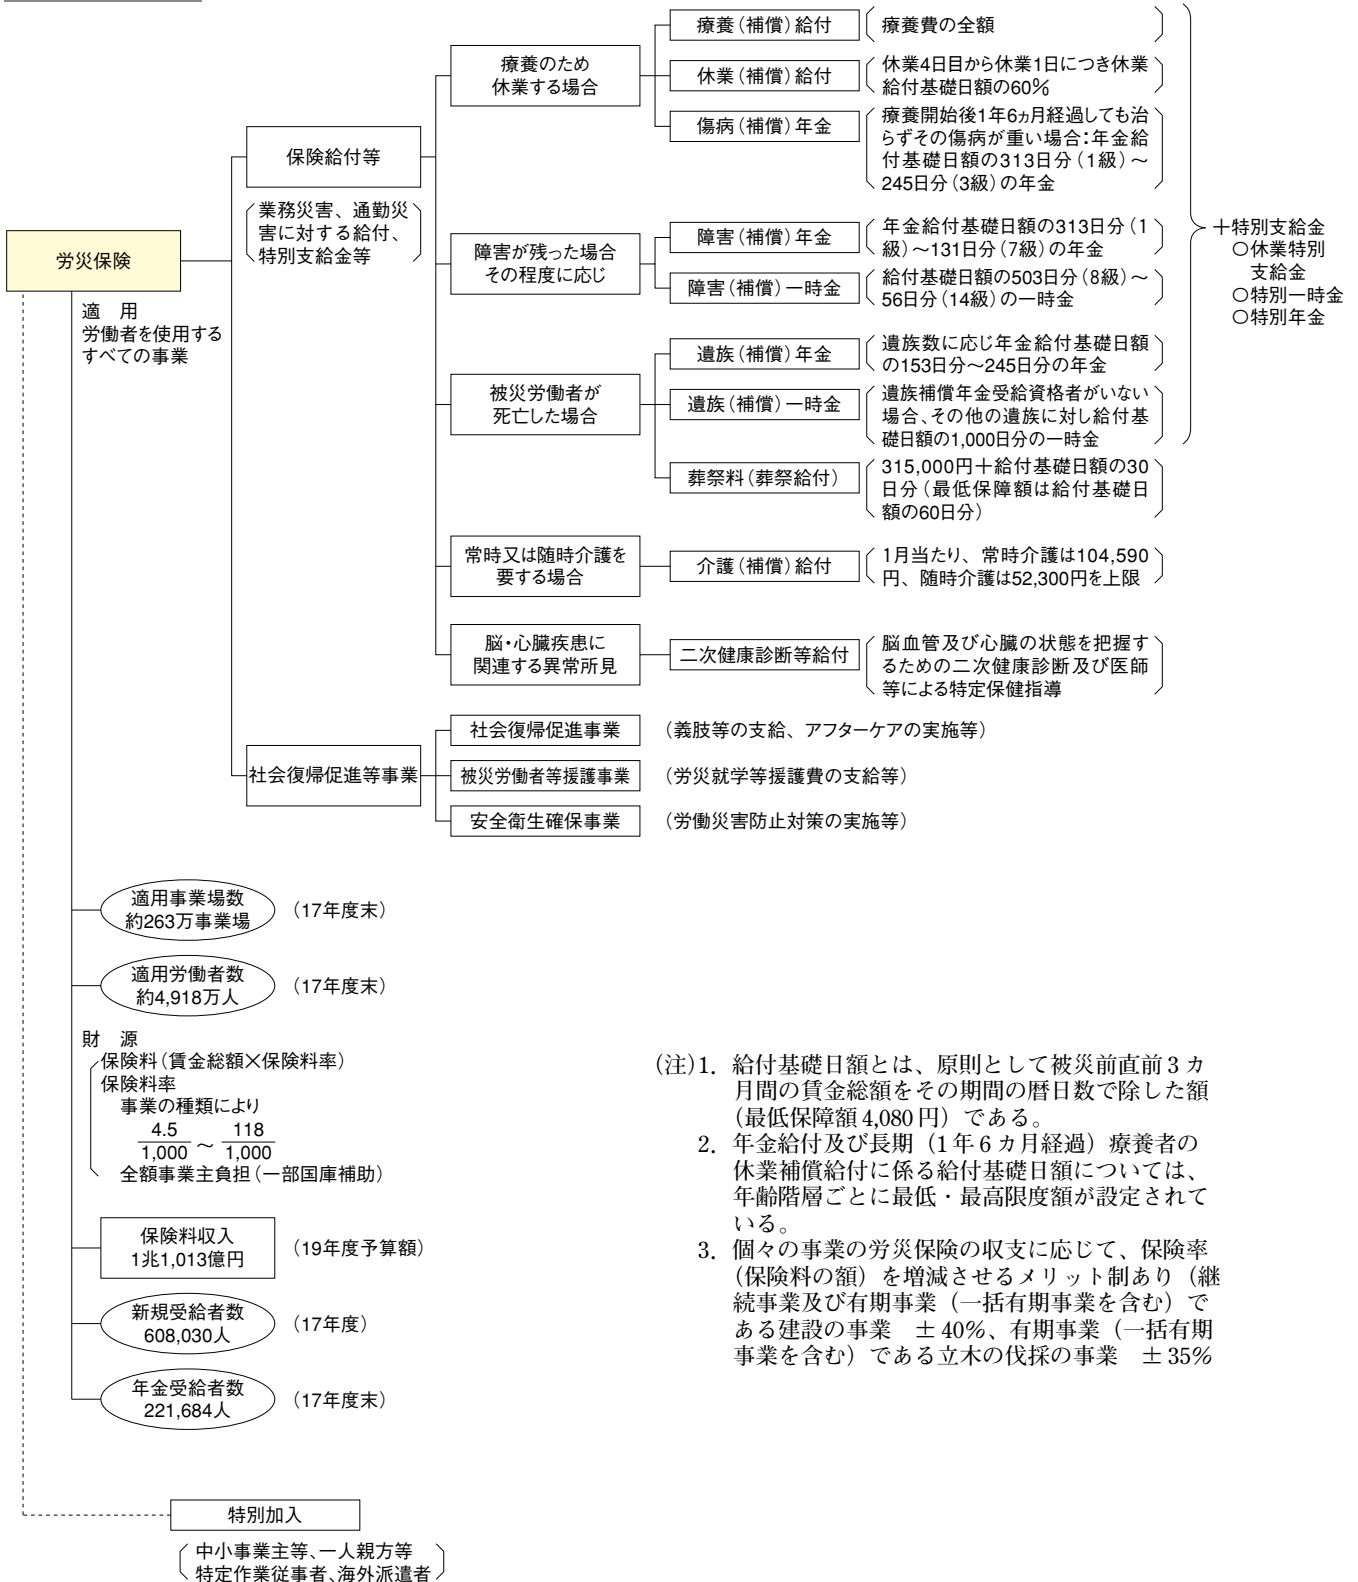 労災保険
適　用
労働者を使用する
すべての事業
保険給付等
業務災害、通勤災
害に対する給付、
特別支給金等
療養のため
休業する場合
療養（補償）給付
療養費の全額
休業（補償）給付
休業4日目から休業1日につき休業
給付基礎日額の60％
傷病（補償）年金
療養開始後1年6ヵ月経過しても治
らずその傷病が重い場合：年金給
付基礎日額の313日分（1級）～
245日分（3級）の年金
障害が残った場合
その程度に応じ
障害（補償）年金
年金給付基礎日額の313日分（1
級）～131日分（7級）の年金
障害（補償）一時金
給付基礎日額の503日分（8級）～
56日分（14級）の一時金
被災労働者が
死亡した場合
遺族（補償）年金
遺族数に応じ年金給付基礎日額
の153日分～245日分の年金
遺族（補償）一時金
遺族補償年金受給資格者がいない
場合、その他の遺族に対し給付基
礎日額の1,000日分の一時金
葬祭料（葬祭給付）
315,000円＋給付基礎日額の30
日分（最低保障額は給付基礎日
額の60日分）
＋特別支給金
○休業特別
支給金
○特別一時金
○特別年金
常時又は随時介護を
要する場合
介護（補償）給付
1月当たり、常時介護は104,590
円、随時介護は52,300円を上限
脳・心臓疾患に
関連する異常所見
二次健康診断等給付
脳血管及び心臓の状態を把握す
るための二次健康診断及び医師
等による特定保健指導
社会復帰促進等事業
社会復帰促進事業
（義肢等の支給、アフターケアの実施等）
被災労働者等援護事業
（労災就学等援護費の支給等）
安全衛生確保事業
（労働災害防止対策の実施等）
適用事業場数
約263万事業場
（17年度末）
適用労働者数
約4,918万人
（17年度末）
財　源
保険料（賃金総額×保険料率）
保険料率
事業の種類により
4.5/1,000 ～ 118/1,000
全額事業主負担（一部国庫補助）
保険料収入
1兆1,013億円
（19年度予算額）
新規受給者数
608,030人
（17年度）
年金受給者数
221,684人
（17年度末）
特別加入
中小事業主等、一人親方等
特定作業従事者、海外派遣者
（注）1．給付基礎日額とは、原則として被災前直前3カ
月間の賃金総額をその期間の暦日数で除した額
（最低保障額4,080円）である。
2．年金給付及び長期（1年6カ月経過）療養者の
休業補償給付に係る給付基礎日額については、
年齢階層ごとに最低・最高限度額が設定されて
いる。
3．個々の事業の労災保険の収支に応じて、保険率
（保険料の額）を増減させるメリット制あり（継
続事業及び有期事業（一括有期事業を含む）で
ある建設の事業　±40％、有期事業（一括有期
事業を含む）である立木の伐採の事業　±35％